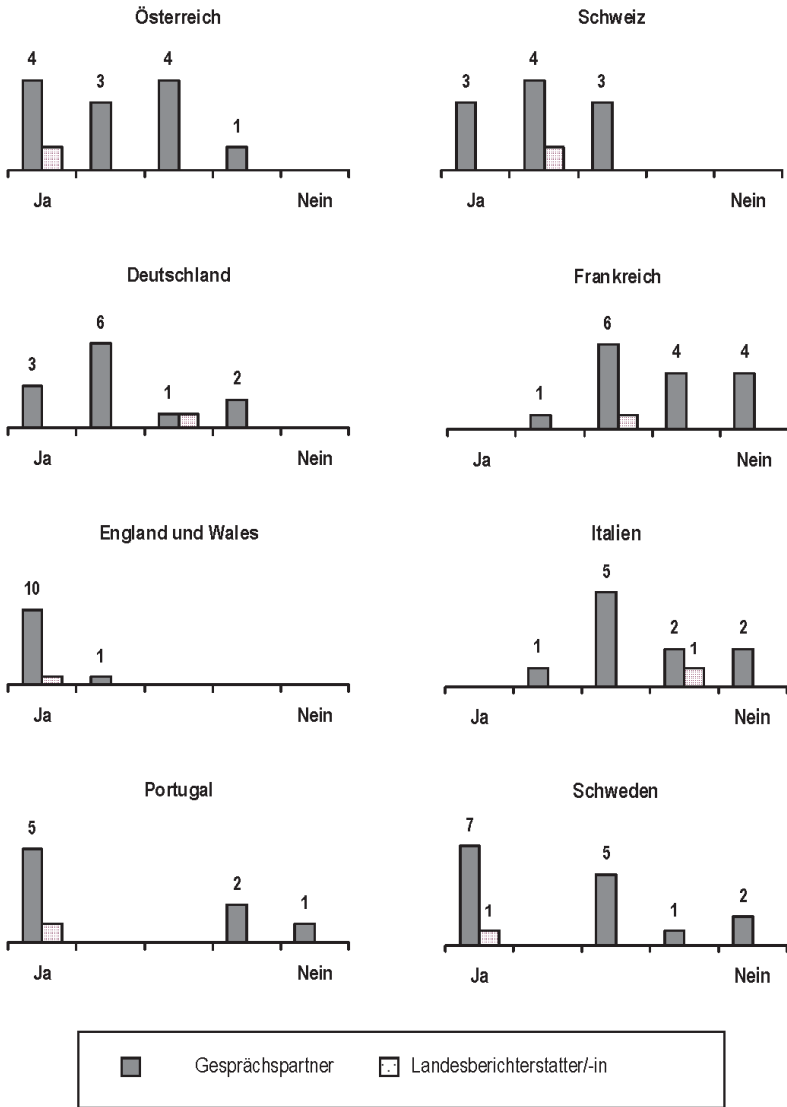 Österreich
4 3 4 1
Ja Nein
Schweiz
3 4 3
Ja Nein
Deutschland
3 6 1 2
Ja Nein
Frankreich
1 6 4 4
Ja Nein
England und Wales
10 1
Ja Nein
Italien
1 5 2 1 2
Ja Nein
Portugal
5 2 1
Ja Nein
Schweden
7 1 5 1 2
Ja Nein
Gesprächspartner Landesberichterstatter/-in